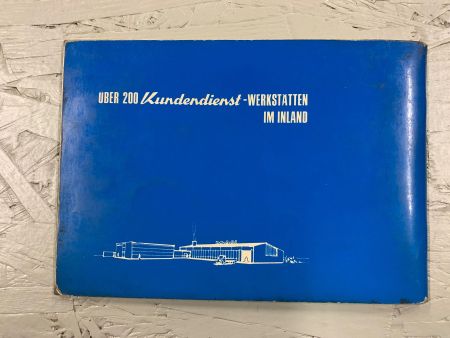 ÜBER 200 Kundendienst-WERKSTÄTTEN
IM INLAND